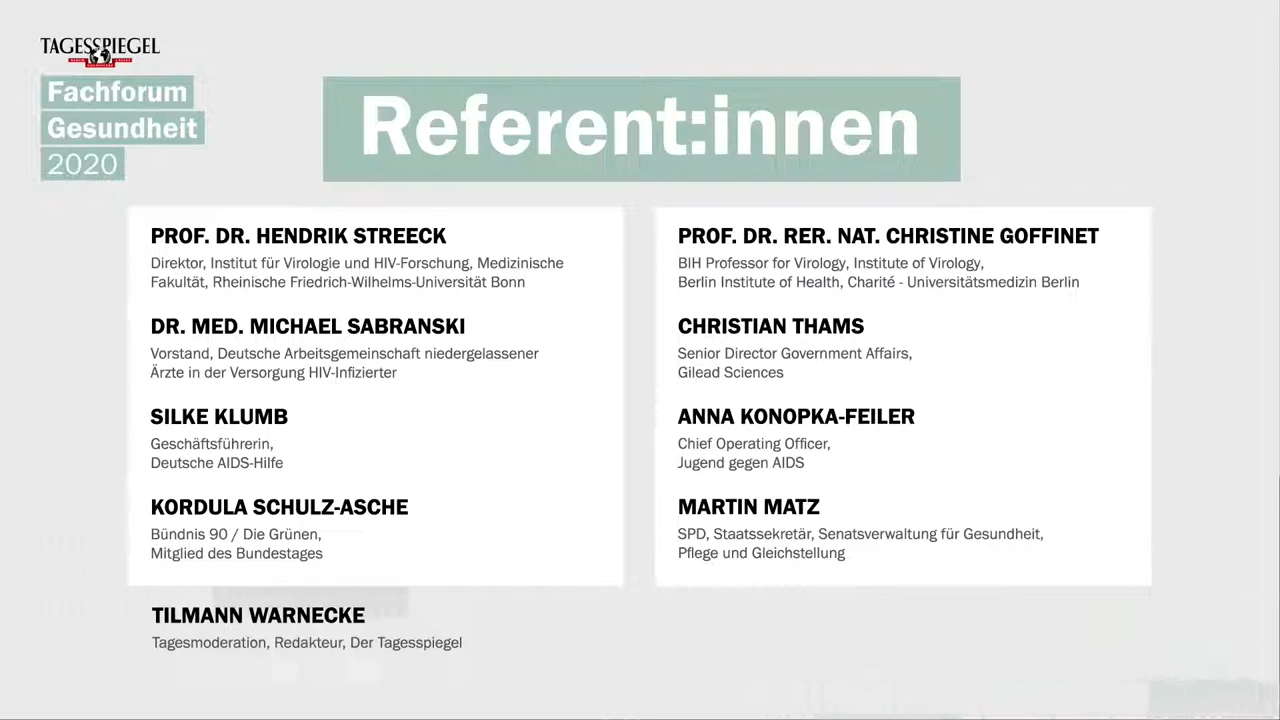 TAGESSPIEGEL
Fachforum
Gesundheit
2020
Referent:innen
PROF. DR. HENDRIK STREECK
Direktor, Institut für Virologie und HIV-Forschung, Medizinische
Fakultät, Rheinische Friedrich-Wilhelms-Universität Bonn
DR. MED. MICHAEL SABRANSKI
Vorstand, Deutsche Arbeitsgemeinschaft niedergelassener
Ärzte in der Versorgung HIV-Infizierter
SILKE KLUMB
Geschäftsführerin,
Deutsche AIDS-Hilfe
KORDULA SCHULZ-ASCHE
Bündnis 90 / Die Grünen,
Mitglied des Bundestages
PROF. DR. RER. NAT. CHRISTINE GOFFINET
BIH Professor for Virology, Institute of Virology,
Berlin Institute of Health, Charité - Universitätsmedizin Berlin
CHRISTIAN THAMS
Senior Director Government Affairs,
Gilead Sciences
ANNA KONOPKA-FEILER
Chief Operating Officer,
Jugend gegen AIDS
MARTIN MATZ
SPD, Staatssekretär, Senatsverwaltung für Gesundheit,
Pflege und Gleichstellung
TILMANN WARNECKE
Tagesmoderation, Redakteur, Der Tagesspiegel